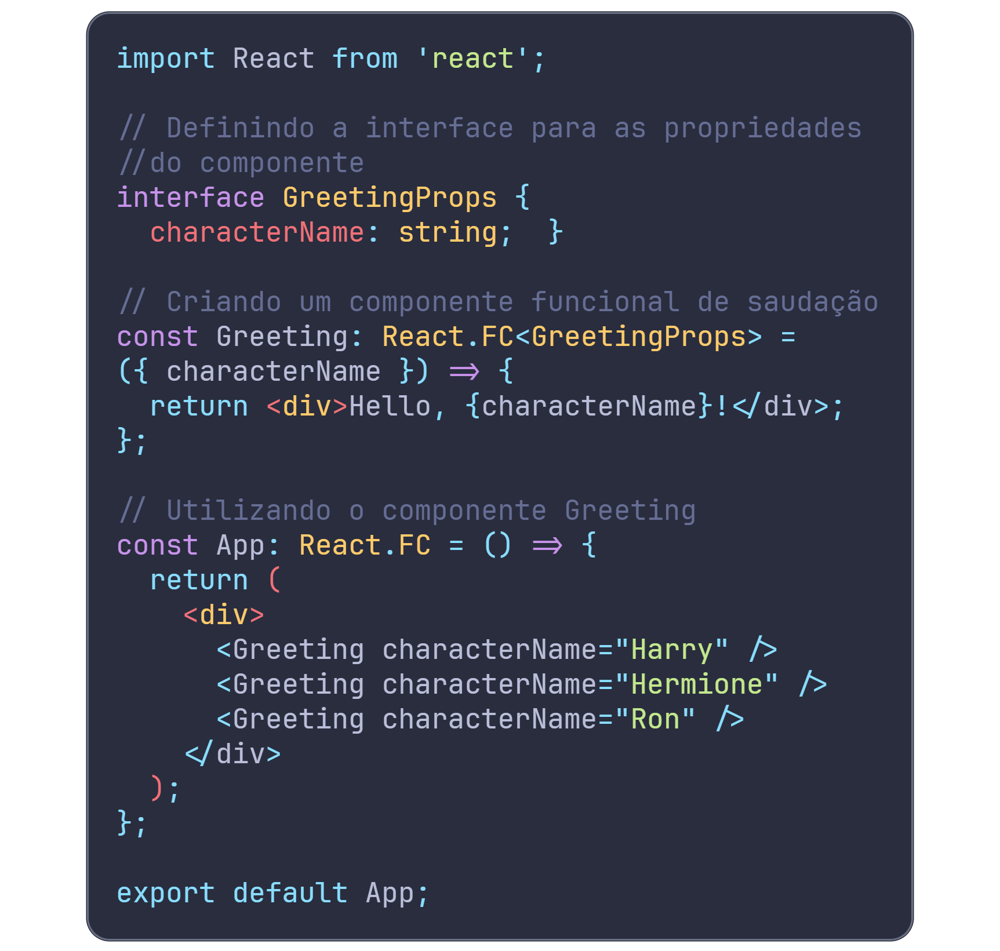 import React from 'react';
// Definindo a interface para as propriedades
//do componente
interface GreetingProps {
  characterName: string;  }
// Criando um componente funcional de saudação
const Greeting: React.FC<GreetingProps> =
({ characterName }) => {
  return <div>Hello, {characterName}!</div>;
};
// Utilizando o componente Greeting
const App: React.FC = () => {
  return (
    <div>
      <Greeting characterName="Harry" />
      <Greeting characterName="Hermione" />
      <Greeting characterName="Ron" />
    </div>
  );
};
export default App;